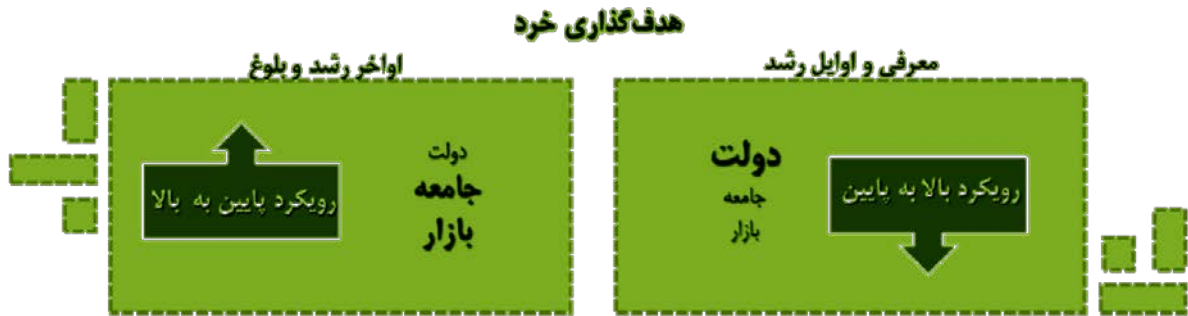 هدف‌گذاری خرد
معرفی و اوایل رشد
رویکرد بالا به پایین
دولت
جامعه
بازار
اواخر رشد و بلوغ
دولت
جامعه
بازار
رویکرد پایین به بالا